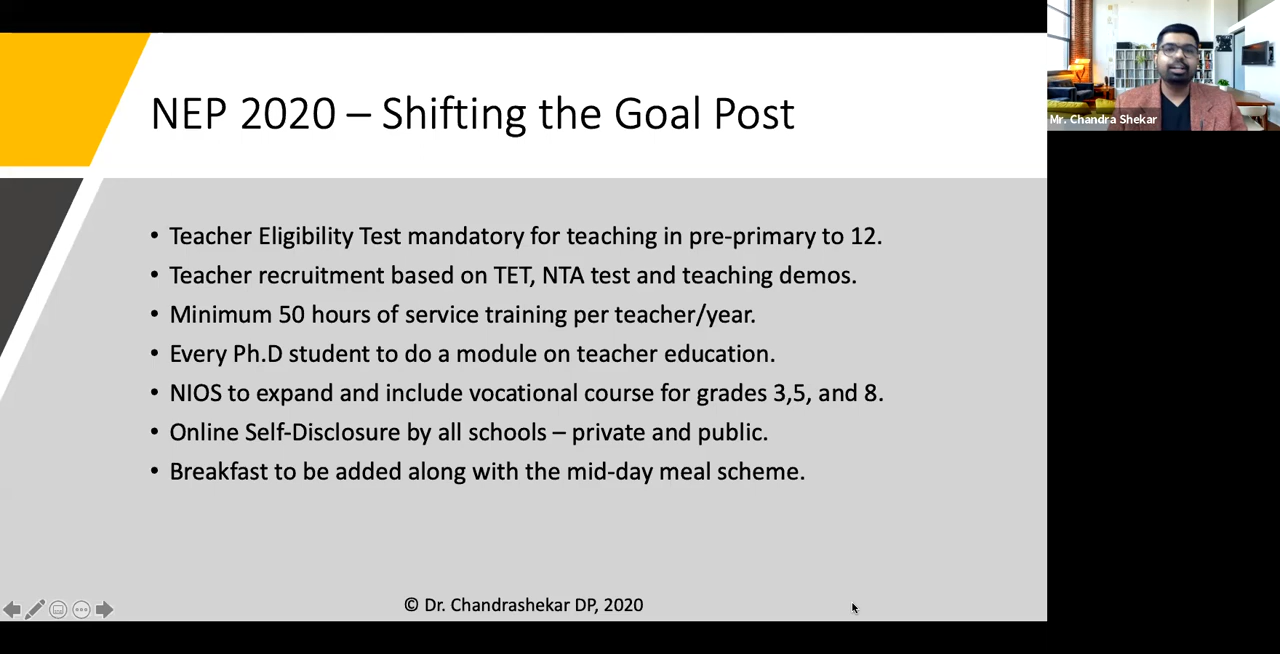 NEP 2020 – Shifting the Goal Post
Mr. Chandra Shekar
• Teacher Eligibility Test mandatory for teaching in pre-primary to 12.
• Teacher recruitment based on TET, NTA test and teaching demos.
• Minimum 50 hours of service training per teacher/year.
• Every Ph.D student to do a module on teacher education.
• NIOS to expand and include vocational course for grades 3,5, and 8.
• Online Self-Disclosure by all schools – private and public.
• Breakfast to be added along with the mid-day meal scheme.
© Dr. Chandrashekar DP, 2020